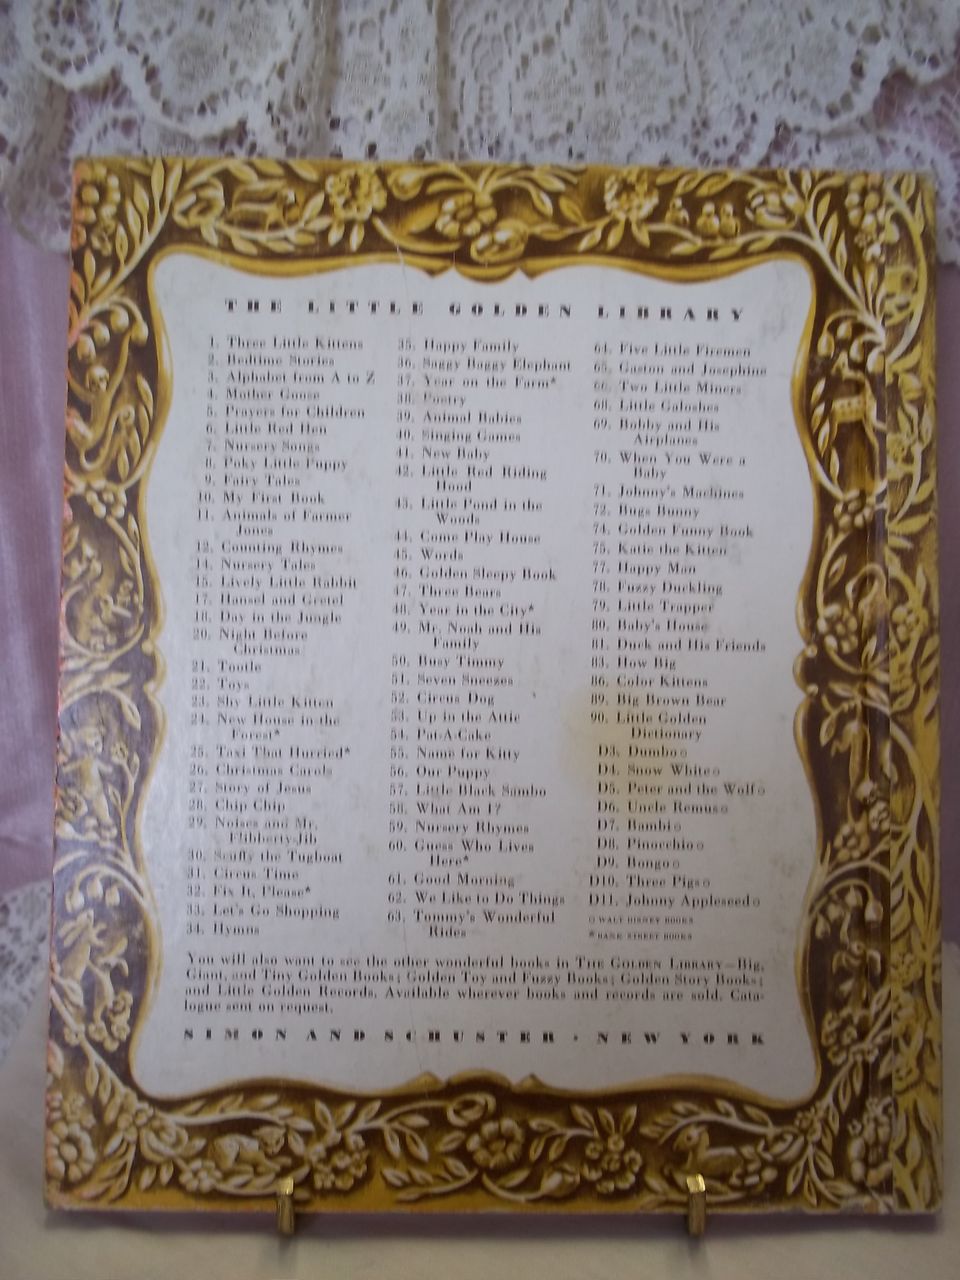 THE LITTLE GOLDEN LIBRARY
1. Three Little Kittens
2. Bedtime Stories
3. Alphabet from A to Z
4. Mother Goose
5. Prayers for Children
6. Little Red Hen
7. Nursery Songs
8. Poky Little Puppy
9. Fairy Tales
10. My First Book
11. Animals of Farmer
Jones
12. Counting Rhymes
14. Nursery Tales
15. Lively Little Rabbit
17. Hansel and Gretel
18. Day in the Jungle
20. Night Before
Christmas
21. Tootle
22. Toys
23. Shy Little Kitten
24. New House in the
Forest*
25. Taxi That Hurried*
26. Christmas Carols
27. Story of Jesus
28. Chip Chip
29. Noises and Mr.
Flibberty-Jib
30. Scuffy the Tugboat
31. Circus Time
32. Fix It, Please*
33. Let's Go Shopping
34. Hymns
35. Happy Family
36. Saggy Baggy Elephant
37. Year on the Farm*
38. Poetry
39. Animal Babies
40. Singing Games
41. New Baby
42. Little Red Riding
Hood
43. Little Pond in the
Woods
44. Come Play House
45. Words
46. Golden Sleepy Book
47. Three Bears
48. Year in the City*
49. Mr. Noah and His
Family
50. Busy Timmy
51. Seven Sneezes
52. Circus Dog
53. Up in the Attic
54. Pat-A-Cake
55. Name for Kitty
56. Our Puppy
57. Little Black Sambo
58. What Am I?
59. Nursery Rhymes
60. Guess Who Lives
Here*
61. Good Morning
62. We Like to Do Things
63. Tommy's Wonderful
Rides
64. Five Little Firemen
65. Gaston and Josephine
66. Two Little Miners
68. Little Galoshes
69. Bobby and His
Airplanes
70. When You Were a
Baby
71. Johnny's Machines
72. Bugs Bunny
74. Golden Funny Book
75. Katie the Kitten
77. Happy Man
78. Fuzzy Duckling
79. Little Trapper
80. Baby's House
81. Duck and His Friends
83. How Big
86. Color Kittens
89. Big Brown Bear
90. Little Golden
Dictionary
D3. Dumbo○
D4. Snow White○
D5. Peter and the Wolf○
D6. Uncle Remus○
D7. Bambi○
D8. Pinocchio○
D9. Bongo○
D10. Three Pigs○
D11. Johnny Appleseed○
○ WALT DISNEY BOOKS
* BANK STREET BOOKS
You will also want to see the other wonderful books in THE GOLDEN LIBRARY—Big,
Giant, and Tiny Golden Books; Golden Toy and Fuzzy Books; Golden Story Books;
and Little Golden Records. Available wherever books and records are sold. Cata-
logue sent on request.
SIMON AND SCHUSTER · NEW YORK